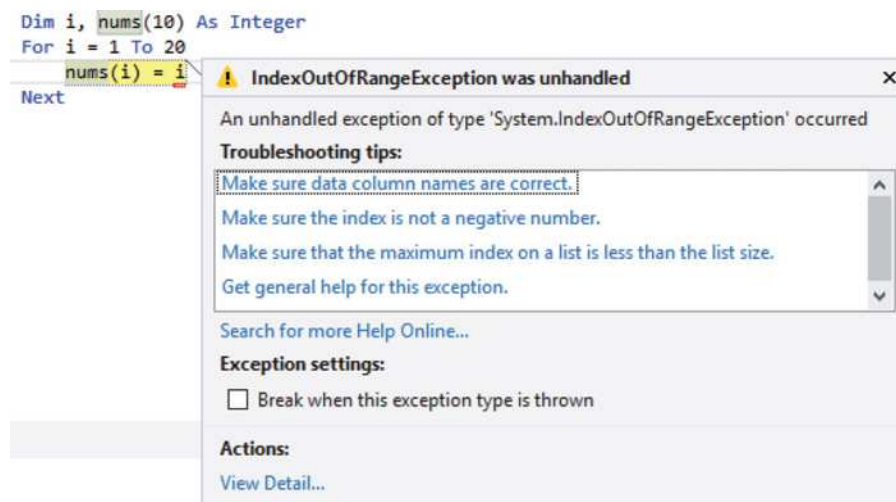 Dim i, nums(10) As Integer
For i = 1 To 20
nums(i) = i
Next
IndexOutOfRangeException was unhandled
An unhandled exception of type 'System.IndexOutOfRangeException' occurred
Troubleshooting tips:
Make sure data column names are correct.
Make sure the index is not a negative number.
Make sure that the maximum index on a list is less than the list size.
Get general help for this exception.
Search for more Help Online...
Exception settings:
Break when this exception type is thrown
Actions:
View Detail...